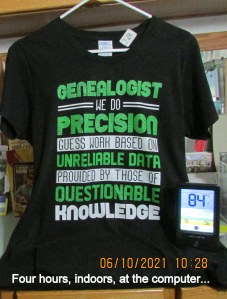 GENEALOGIST
WE DO
PRECISION
GUESS WORK BASED ON
UNRELIABLE DATA
PROVIDED BY THOSE OF
QUESTIONABLE
KNOWLEDGE
84
06/10/2021 10:28
Four hours, indoors, at the computer...